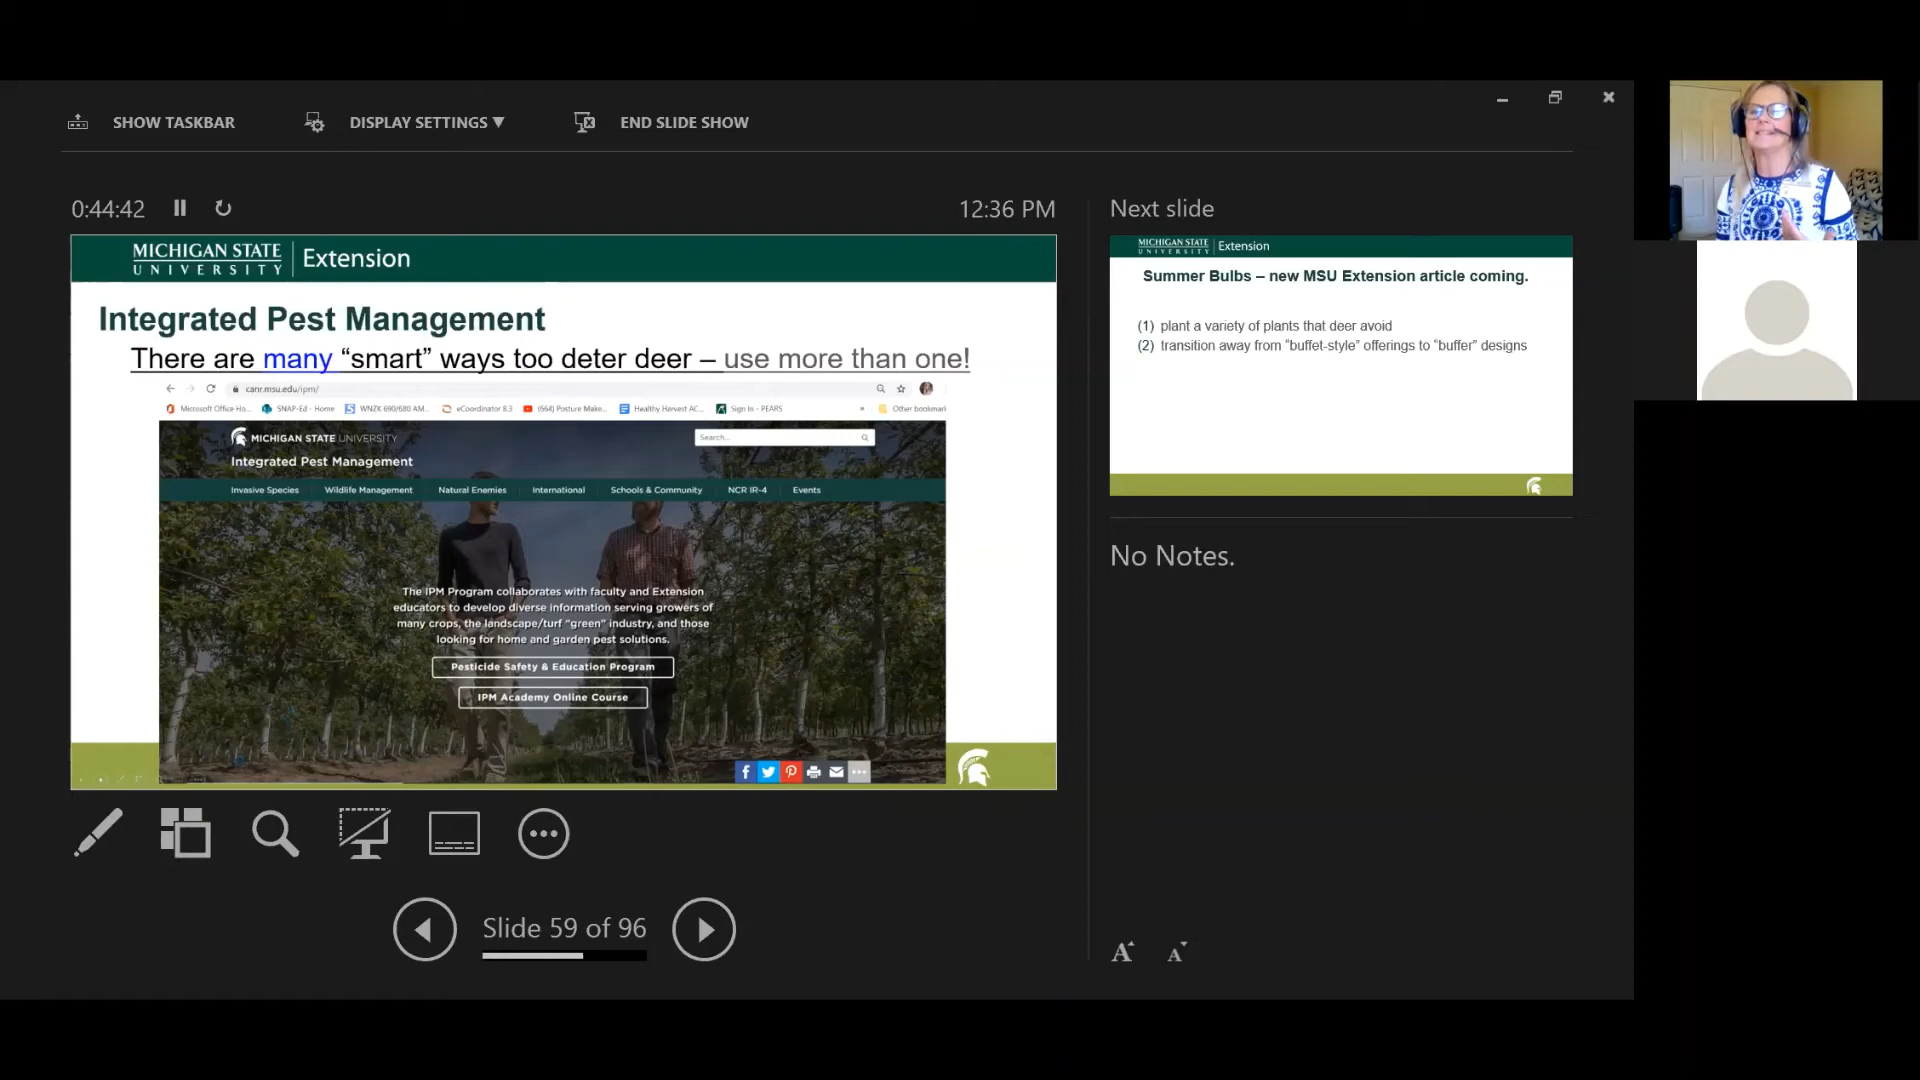 SHOW TASKBAR
DISPLAY SETTINGS ▼
END SLIDE SHOW
0:44:42
12:36 PM
MICHIGAN STATE
UNIVERSITY
Extension
Integrated Pest Management
There are many “smart” ways too deter deer – use more than one!
canr.msu.edu/ipm/
Microsoft Office Ho...
SNAP-Ed - Home
WNZK 690/680 AM...
eCoordinator 8.3
(664) Posture Make...
Healthy Harvest AC...
Sign In - PEARS
»
Other bookmar
MICHIGAN STATE UNIVERSITY
Search...
Integrated Pest Management
Invasive Species
Wildlife Management
Natural Enemies
International
Schools & Community
NCR IR-4
Events
The IPM Program collaborates with faculty and Extension
educators to develop diverse information serving growers of
many crops, the landscape/turf “green” industry, and those
looking for home and garden pest solutions.
Pesticide Safety & Education Program
IPM Academy Online Course
Slide 59 of 96
Next slide
MICHIGAN STATE
UNIVERSITY
Extension
Summer Bulbs – new MSU Extension article coming.
(1) plant a variety of plants that deer avoid
(2) transition away from “buffet-style” offerings to “buffer” designs
No Notes.
A
A